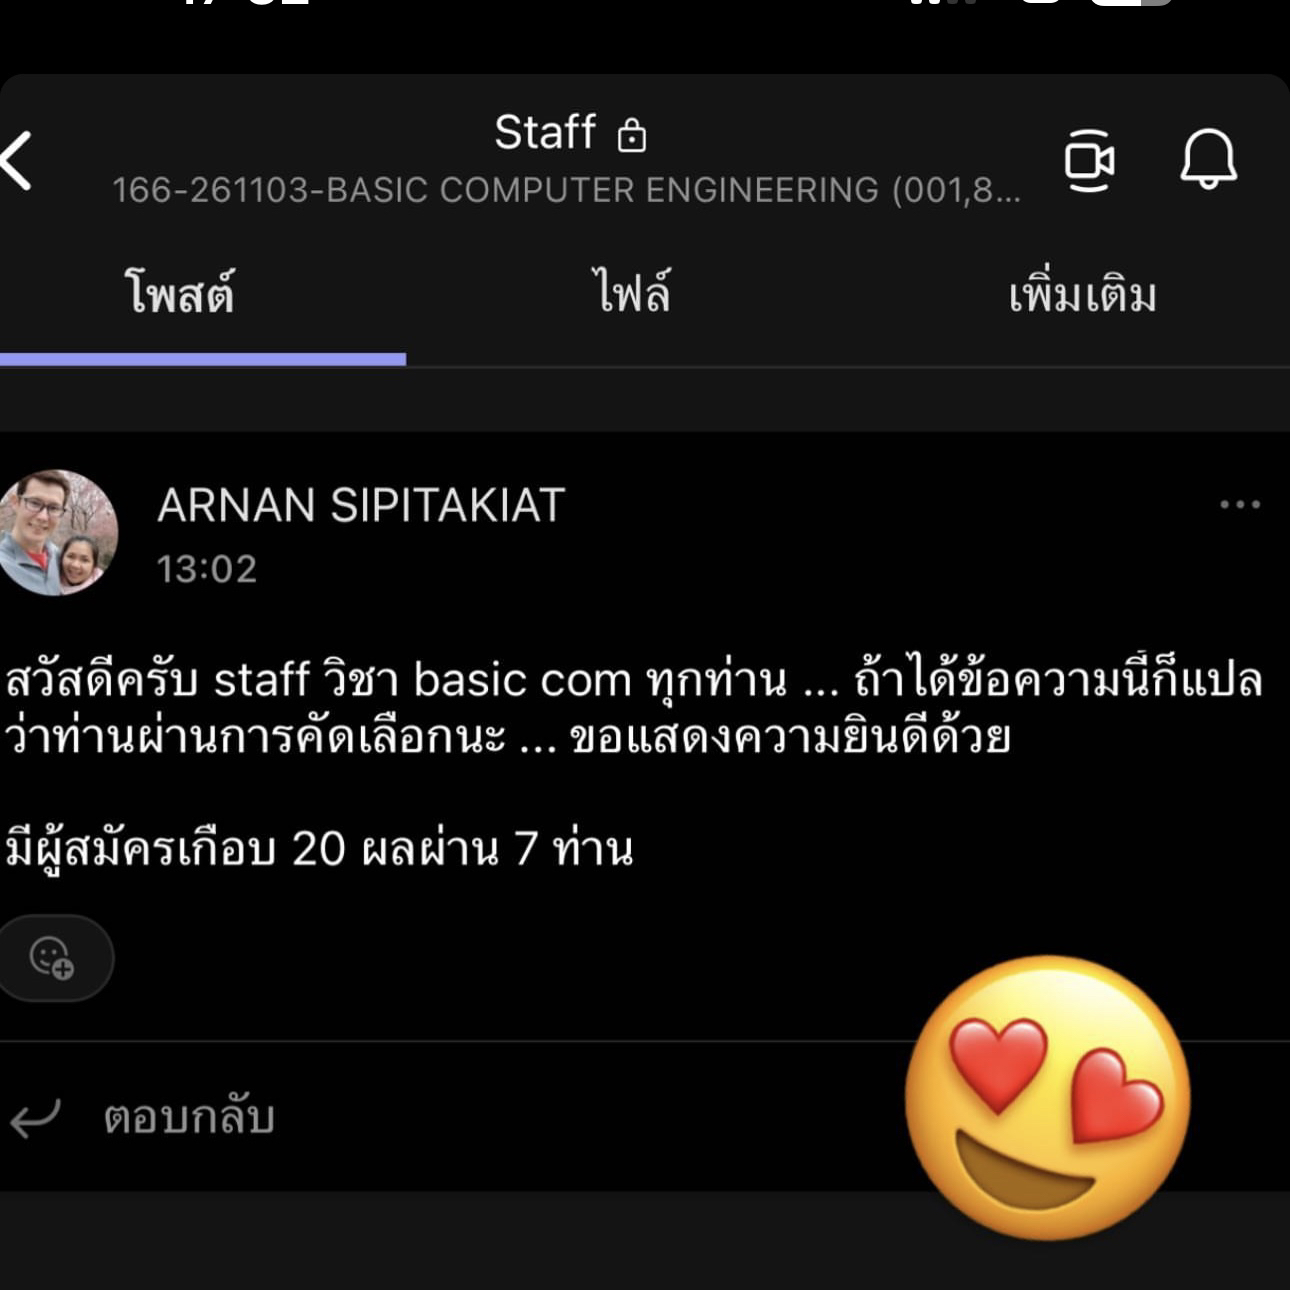 Staff
166-261103-BASIC COMPUTER ENGINEERING (001,8...
โพสต์
ไฟล์
เพิ่มเติม
ARNAN SIPITAKIAT
13:02
สวัสดีครับ staff วิชา basic com ทุกท่าน ... ถ้าได้ข้อความนี้ก็แปล
ว่าท่านผ่านการคัดเลือกนะ ... ขอแสดงความยินดีด้วย
มีผู้สมัครเกือบ 20 ผลผ่าน 7 ท่าน
ตอบกลับ